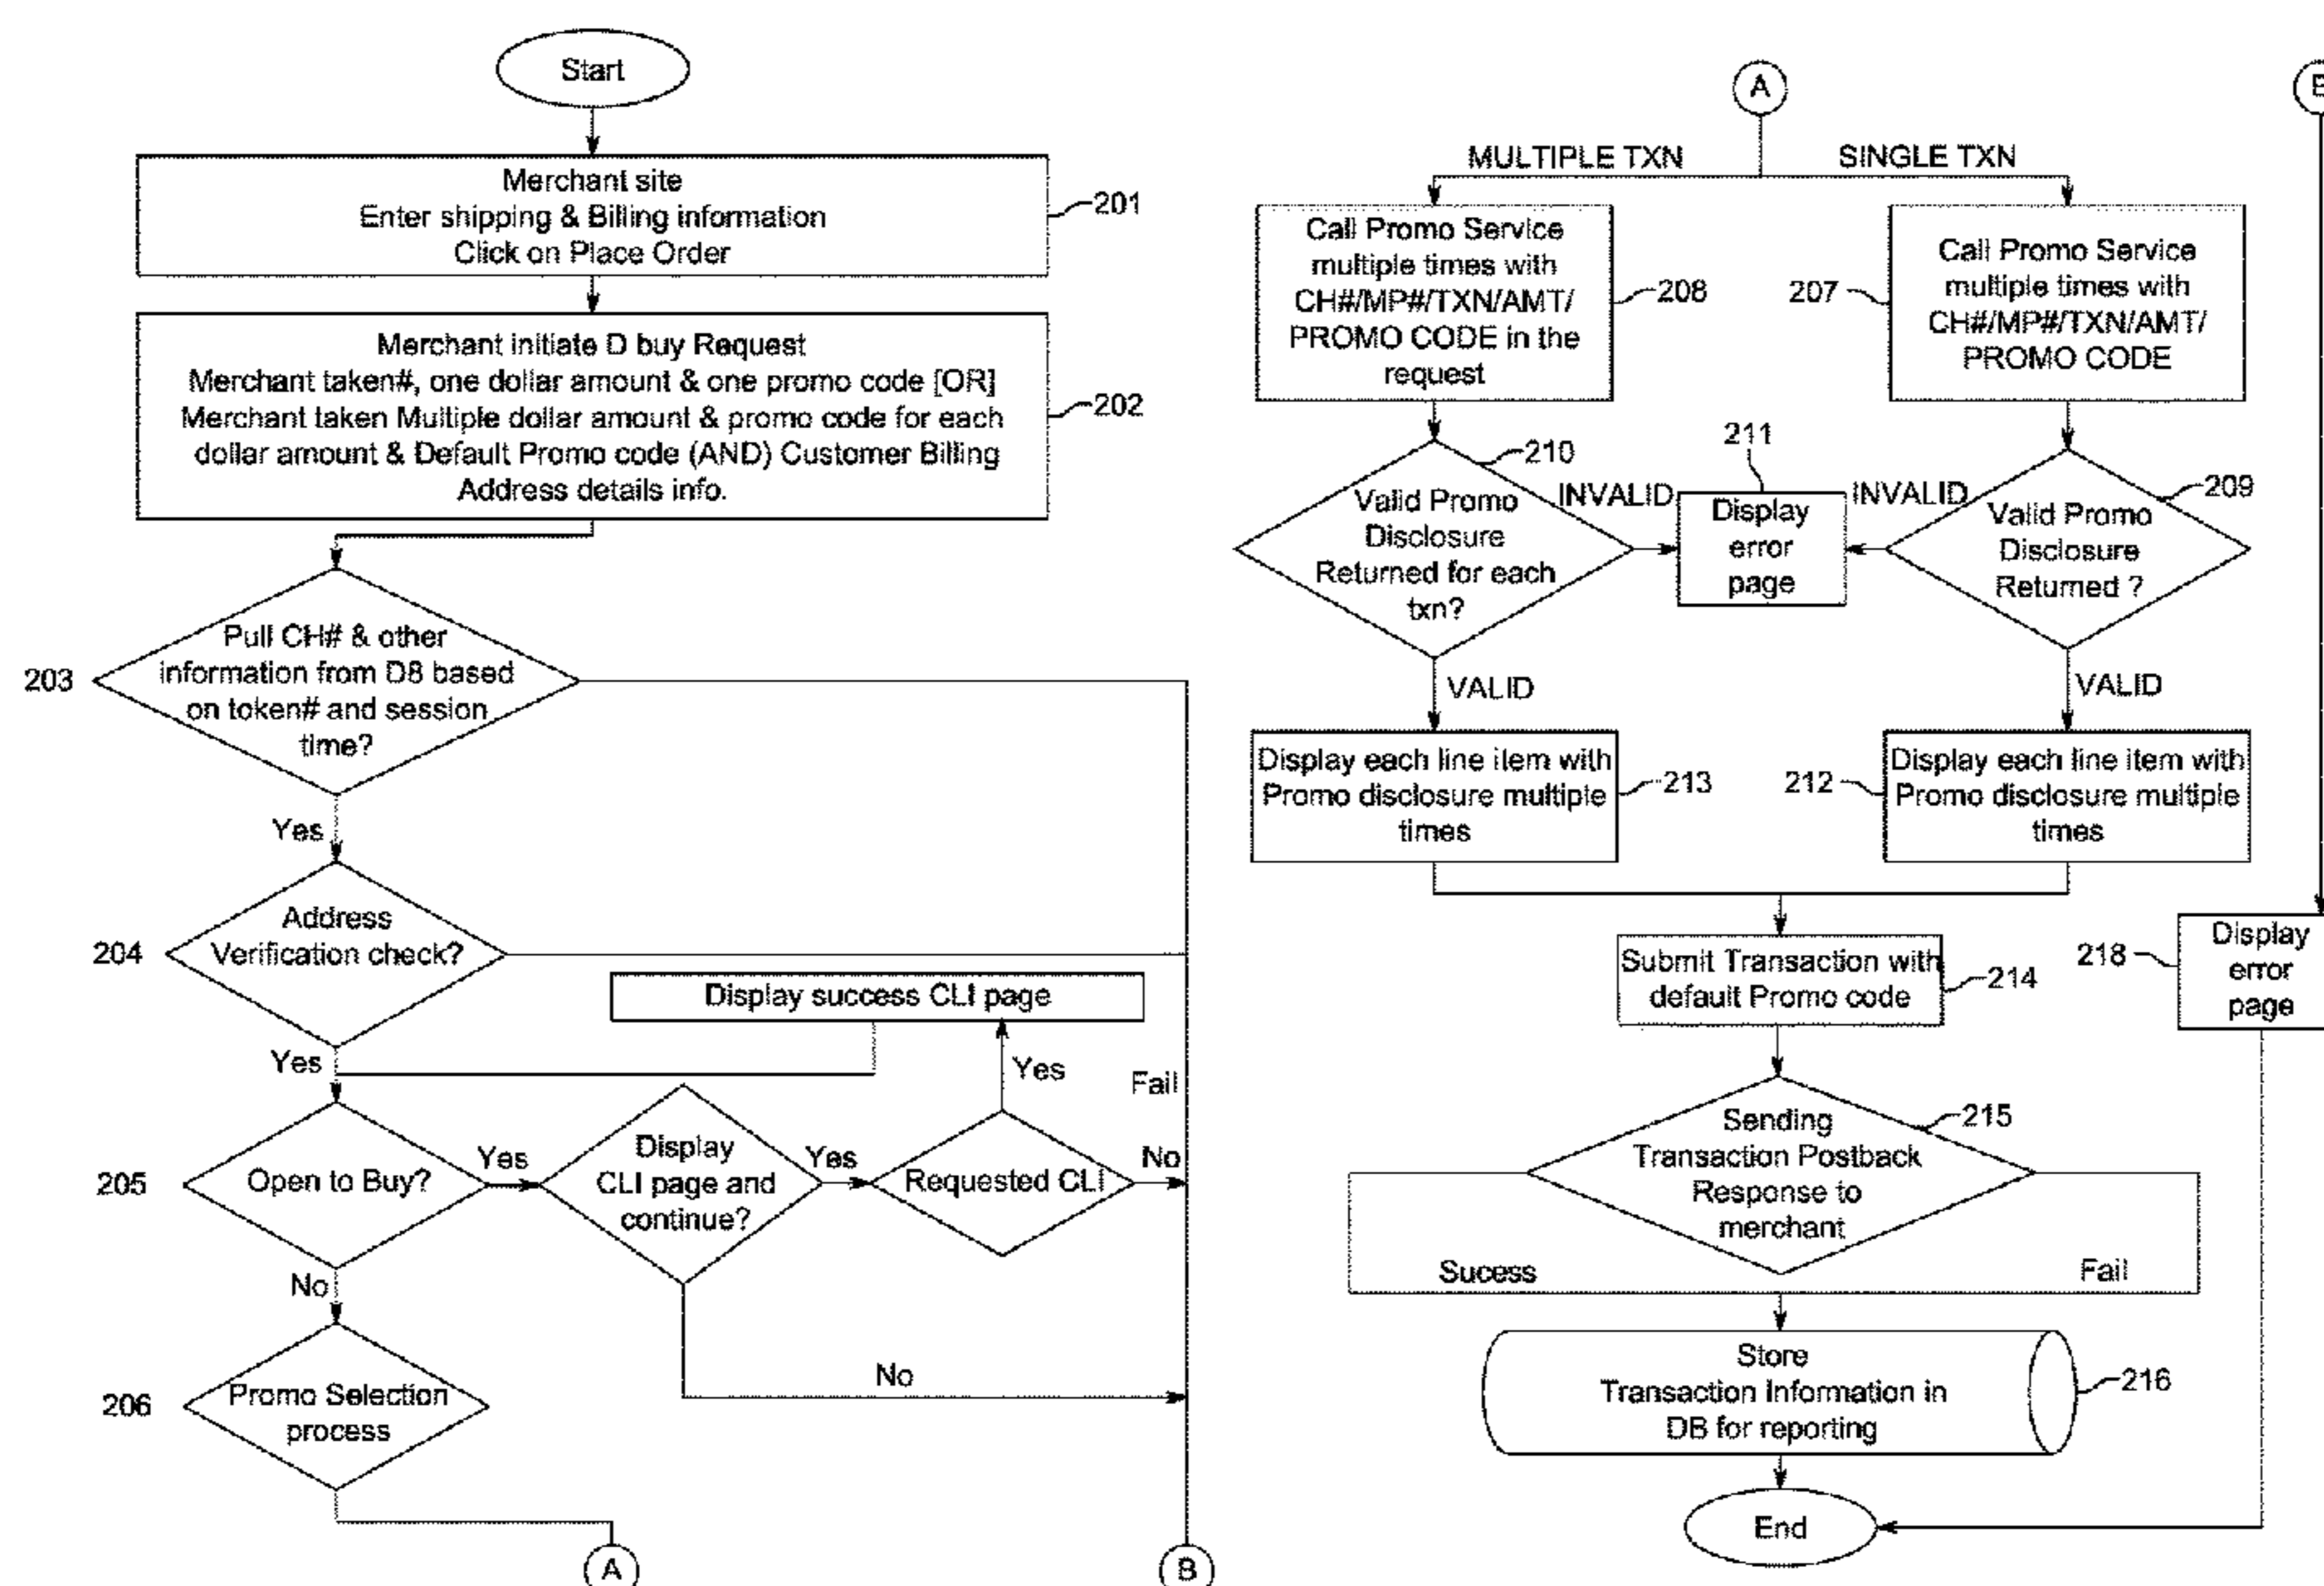 Start
Merchant site
Enter shipping & Billing information
Click on Place Order
201
Merchant initiate D buy Request
Merchant taken#, one dollar amount & one promo code [OR]
Merchant taken Multiple dollar amount & promo code for each
dollar amount & Default Promo code (AND) Customer Billing
Address details info.
202
Pull CH# & other
information from D8 based
on token# and session
time?
203
Yes
Address
Verification check?
204
Yes
Display success CLI page
Yes
Fail
Open to Buy?
205
Yes
Display
CLI page and
continue?
Yes
Requested CLI
No
No
No
Promo Selection
process
206
A
B
A
MULTIPLE TXN
SINGLE TXN
Call Promo Service
multiple times with
CH#/MP#/TXN/AMT/
PROMO CODE in the
request
208
207
Call Promo Service
multiple times with
CH#/MP#/TXN/AMT/
PROMO CODE
210
Valid Promo
Disclosure
Returned for each
txn?
INVALID
211
Display
error
page
INVALID
209
Valid Promo
Disclosure
Returned ?
VALID
VALID
Display each line item with
Promo disclosure multiple
times
213
212
Display each line item with
Promo disclosure multiple
times
Submit Transaction with
default Promo code
214
218
Display
error
page
Sending
Transaction Postback
Response to
merchant
215
Sucess
Fail
Store
Transaction Information in
DB for reporting
216
End